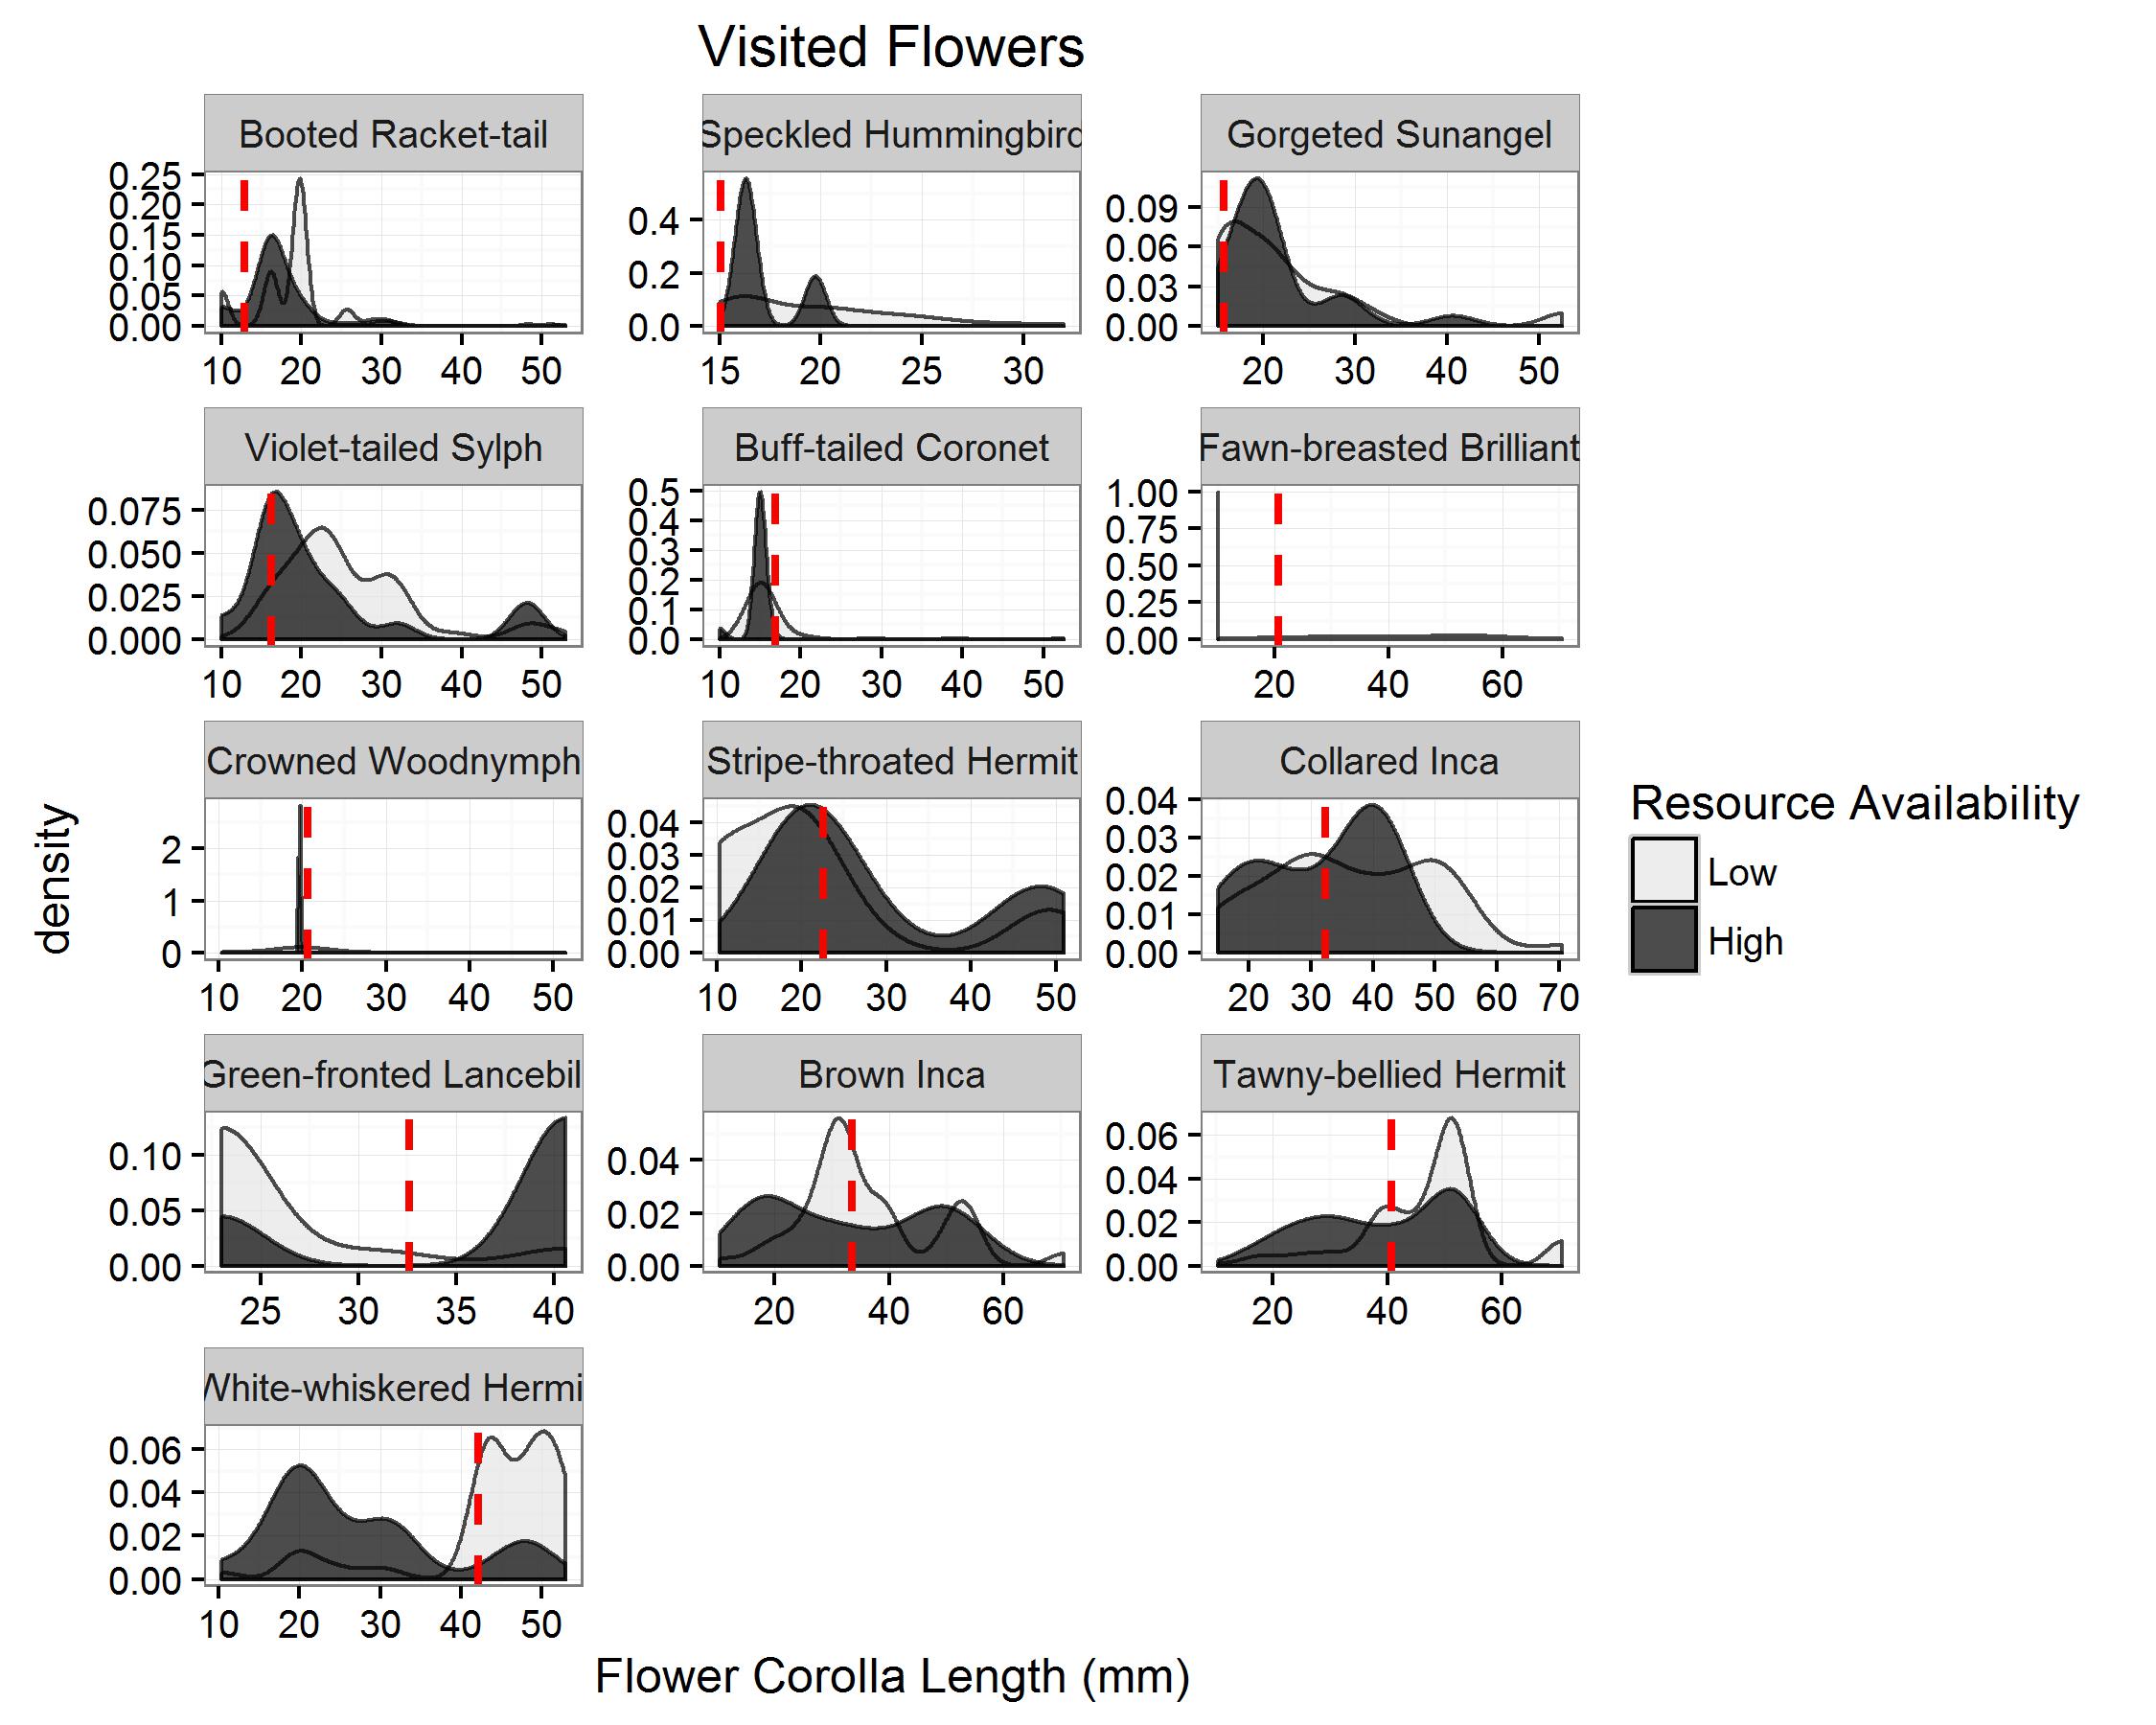 Visited Flowers
Booted Racket-tail
0.25
0.20
0.15
0.10
0.05
0.00
10 20 30 40 50
Speckled Hummingbird
0.4
0.2
0.0
15 20 25 30
Gorgeted Sunangel
0.09
0.06
0.03
0.00
20 30 40 50
Violet-tailed Sylph
0.075
0.050
0.025
0.000
10 20 30 40 50
Buff-tailed Coronet
0.5
0.4
0.3
0.2
0.1
0.0
10 20 30 40 50
Fawn-breasted Brilliant
1.00
0.75
0.50
0.25
0.00
20 40 60
Crowned Woodnymph
2
1
0
10 20 30 40 50
Stripe-throated Hermit
0.04
0.03
0.02
0.01
0.00
10 20 30 40 50
Collared Inca
0.04
0.03
0.02
0.01
0.00
20 30 40 50 60 70
Green-fronted Lancebil
0.10
0.05
0.00
25 30 35 40
Brown Inca
0.04
0.02
0.00
20 40 60
Tawny-bellied Hermit
0.06
0.04
0.02
0.00
20 40 60
White-whiskered Hermi
0.06
0.04
0.02
0.00
10 20 30 40 50
density
Flower Corolla Length (mm)
Resource Availability
Low
High